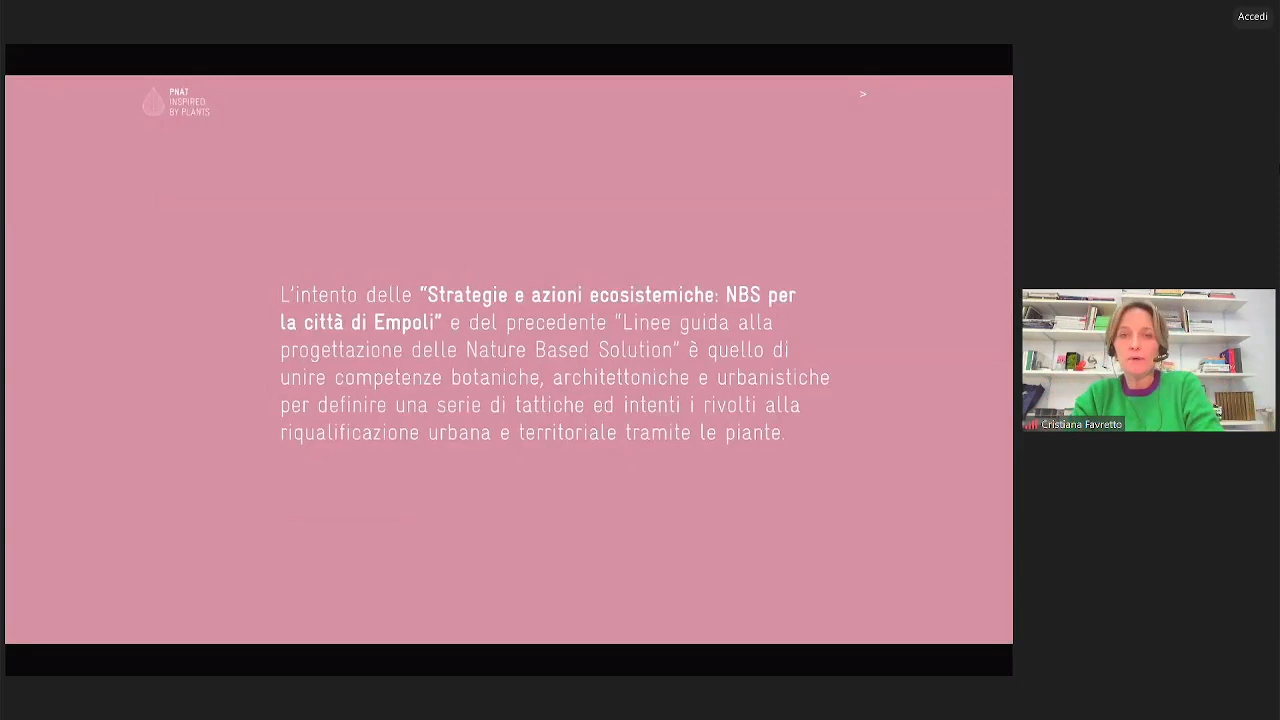 Accedi
PNAT
INSPIRED
BY PLANTS
>
L'intento delle "Strategie e azioni ecosistemiche: NBS per
la città di Empoli" e del precedente "Linee guida alla
progettazione delle Nature Based Solution" è quello di
unire competenze botaniche, architettoniche e urbanistiche
per definire una serie di tattiche ed intenti i rivolti alla
riqualificazione urbana e territoriale tramite le piante.
Cristiana Favretto